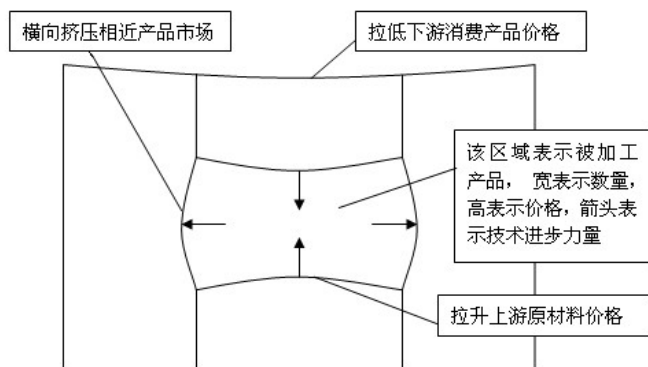 横向挤压相近产品市场
拉低下游消费产品价格
该区域表示被加工
产品， 宽表示数量，
高表示价格，箭头表
示技术进步力量
拉升上游原材料价格